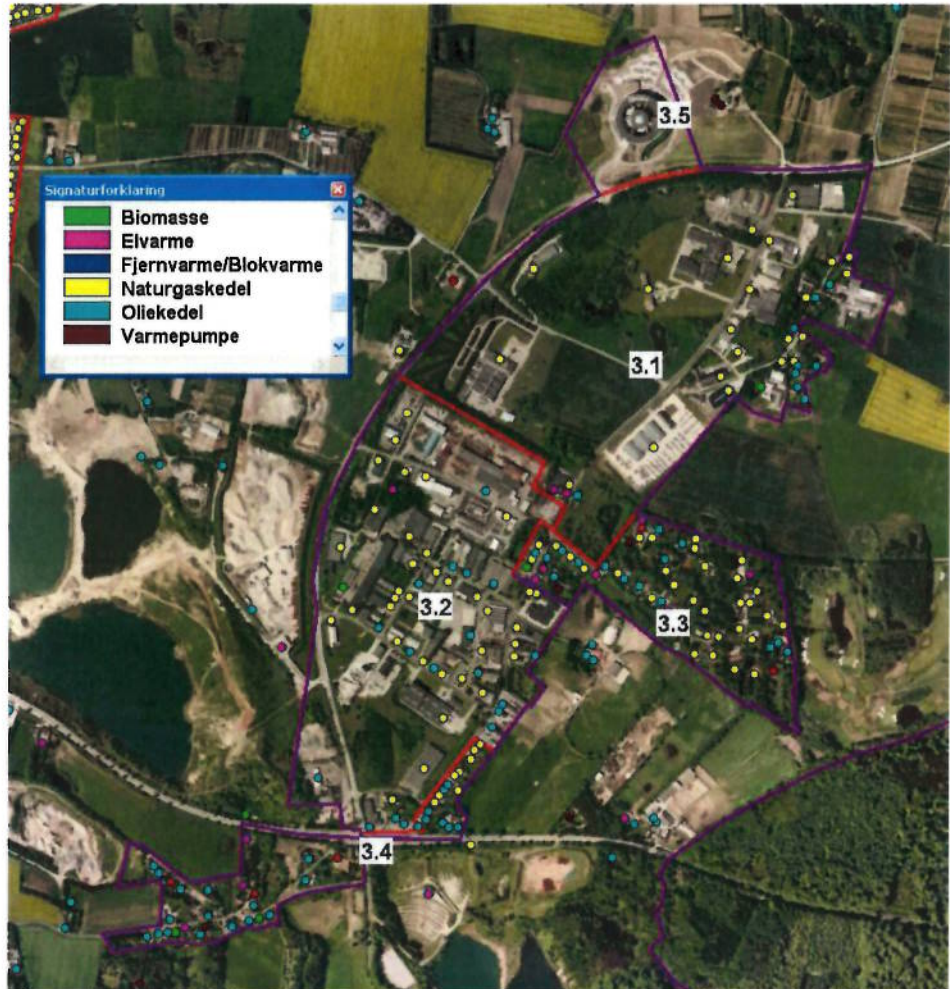 3.5
Signaturforklaring
Biomasse
Elvarme
Fjernvarme/Blokvarme
Naturgaskedel
Oliekedel
Varmepumpe
3.1
3.2
3.3
3.4